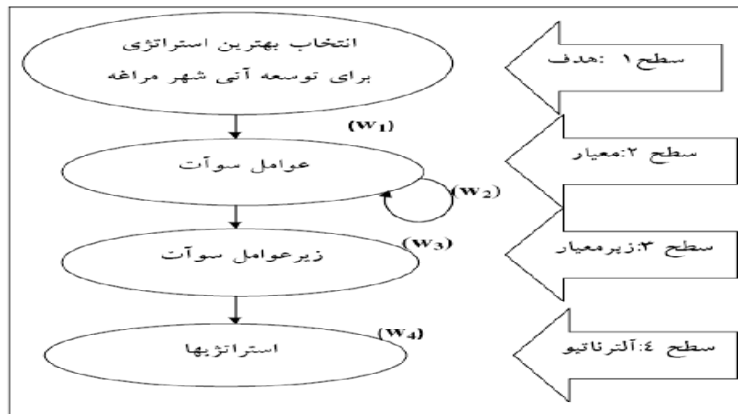 انتخاب بهترین استراتژی
برای توسعه آتی شهر مراغه
سطح ۱ :هدف
(w1)
عوامل سوآت
سطح ۲:معیار
(w2)
زیرعوامل سوآت
(w3)
سطح ۳:زیرمعیار
استراتژیها
(w4)
سطح ٤:آلترناتیو